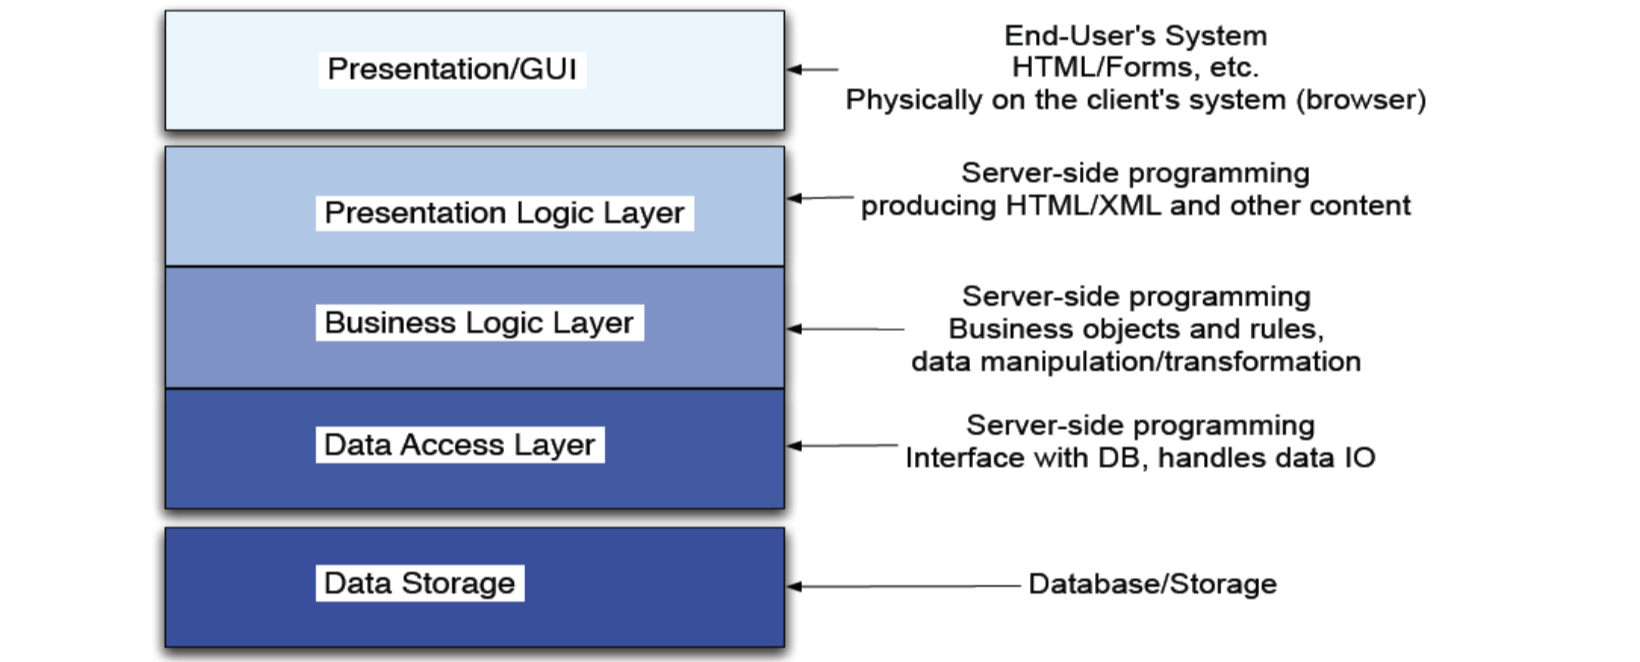 Presentation/GUI
End-User's System
HTML/Forms, etc.
Physically on the client's system (browser)
Presentation Logic Layer
Server-side programming
producing HTML/XML and other content
Business Logic Layer
Server-side programming
Business objects and rules,
data manipulation/transformation
Data Access Layer
Server-side programming
Interface with DB, handles data IO
Data Storage
Database/Storage